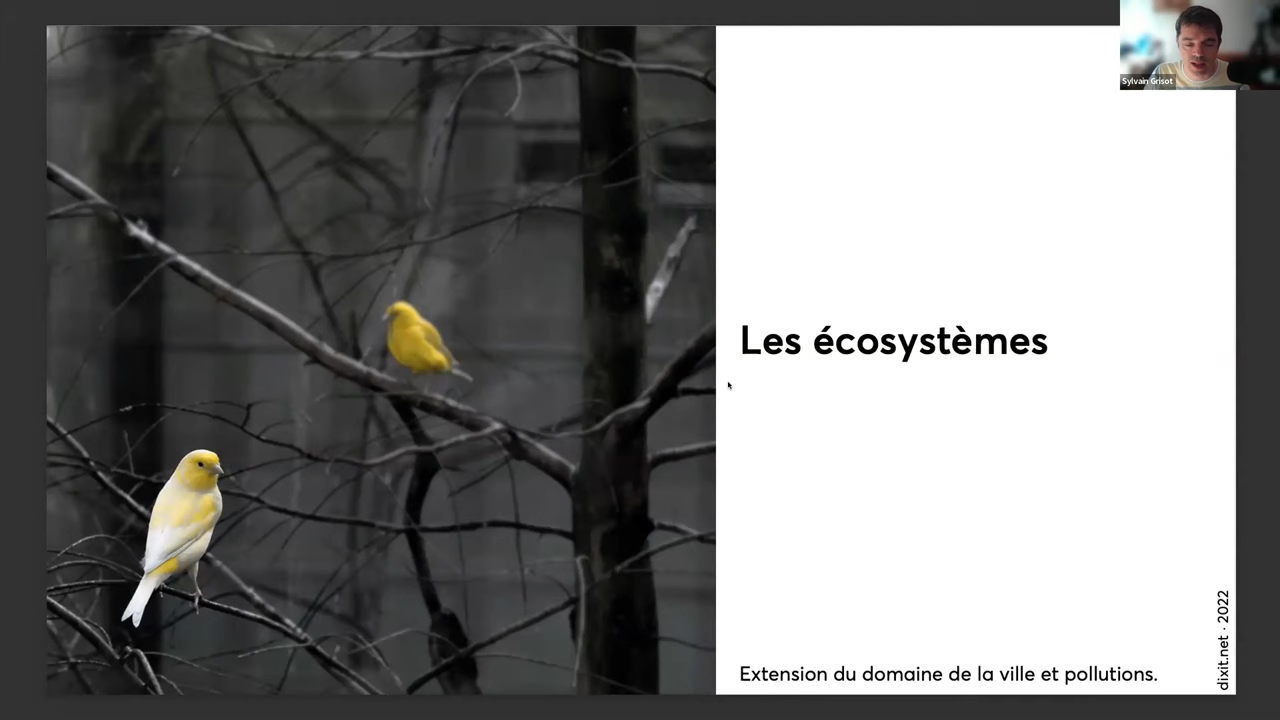 Sylvain Grisot
Les écosystèmes
Extension du domaine de la ville et pollutions.
dixit.net · 2022